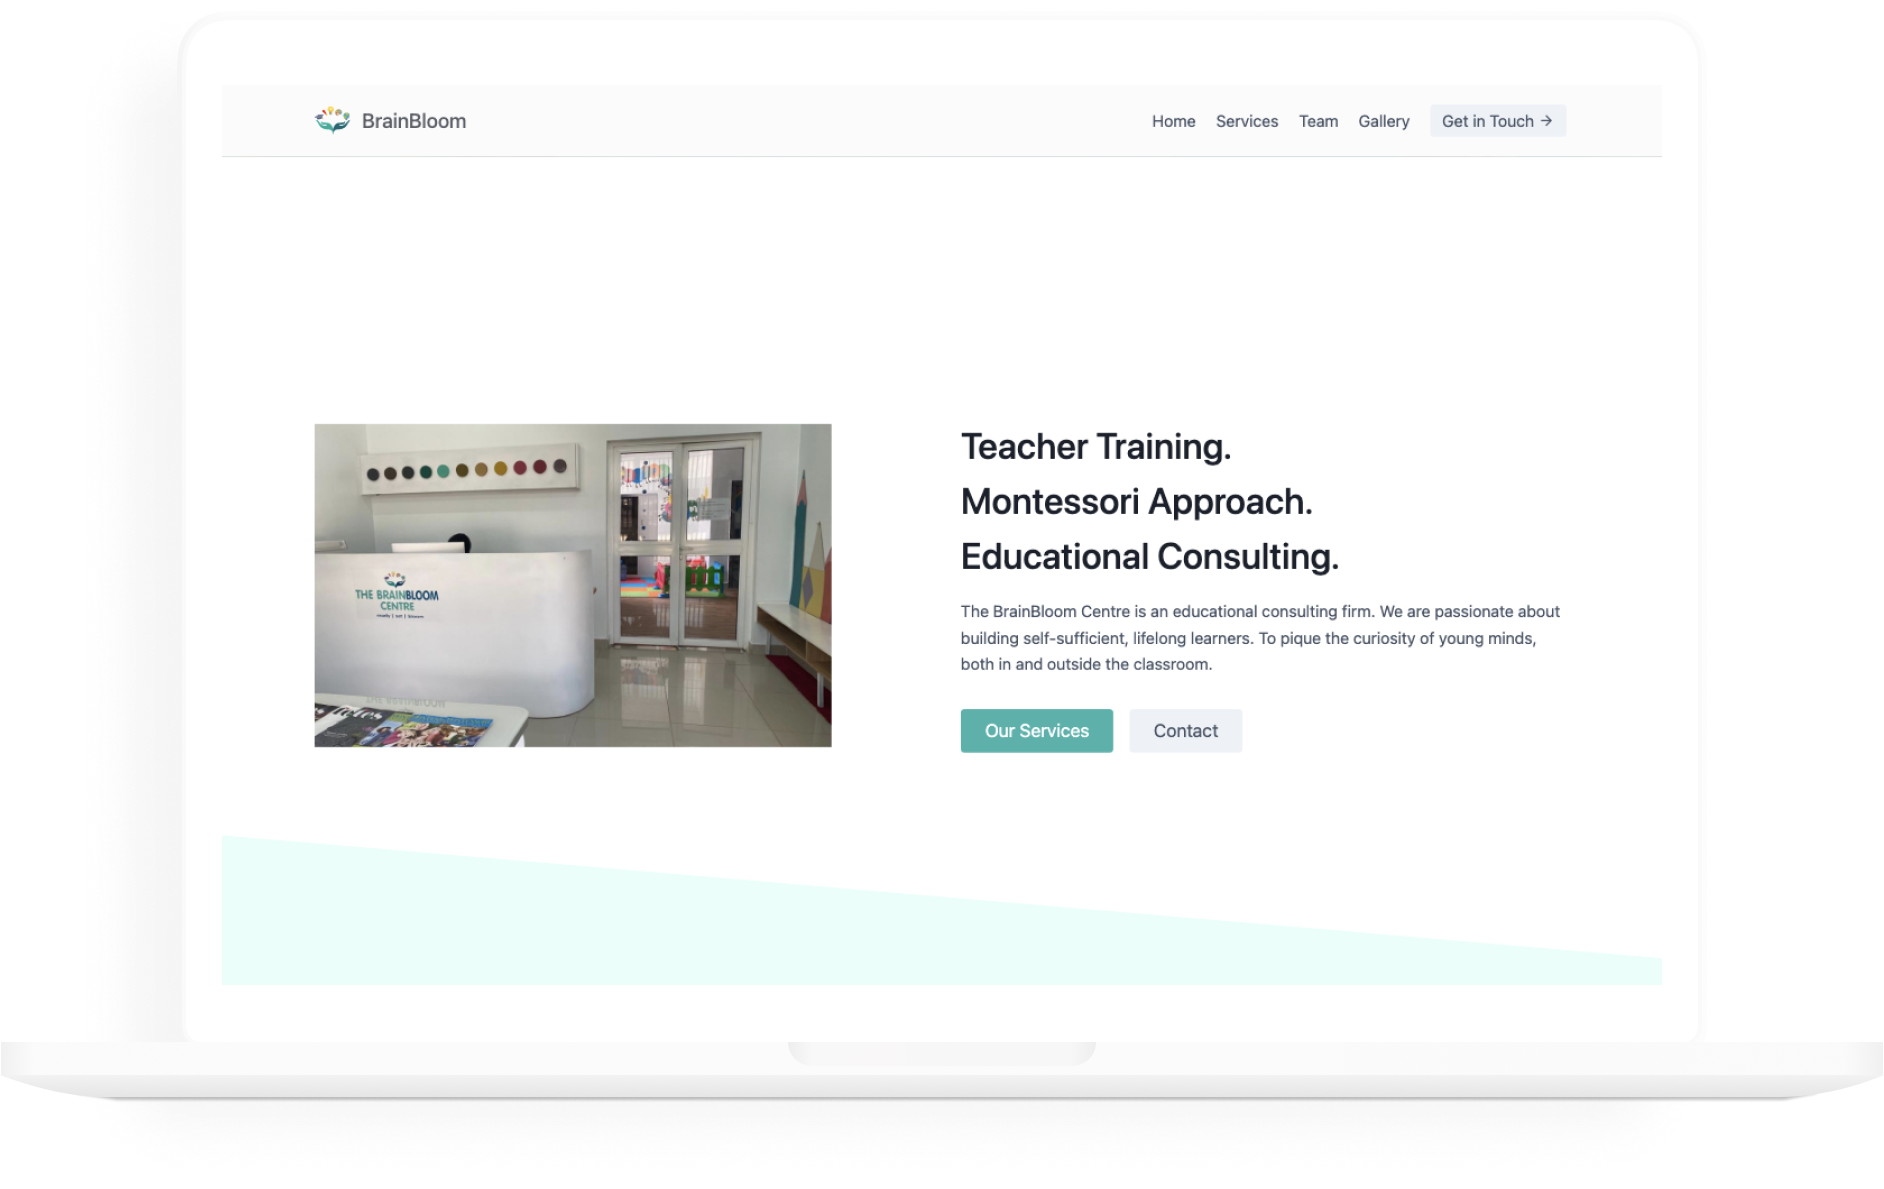 BrainBloom
Home
Services
Team
Gallery
Get in Touch →
THE BRAINBLOOM
CENTRE
Teacher Training.
Montessori Approach.
Educational Consulting.
The BrainBloom Centre is an educational consulting firm. We are passionate about
building self-sufficient, lifelong learners. To pique the curiosity of young minds,
both in and outside the classroom.
Our Services
Contact